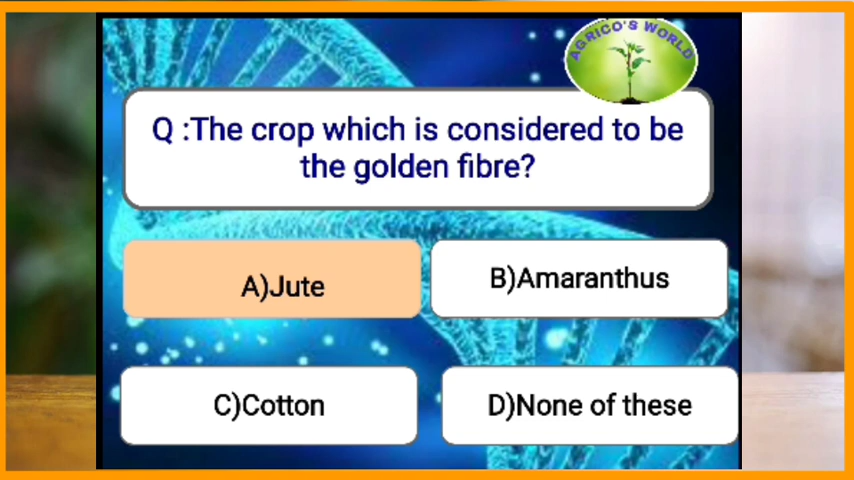 AGRICO'S WORLD
Q :The crop which is considered to be
the golden fibre?
A)Jute
B)Amaranthus
C)Cotton
D)None of these